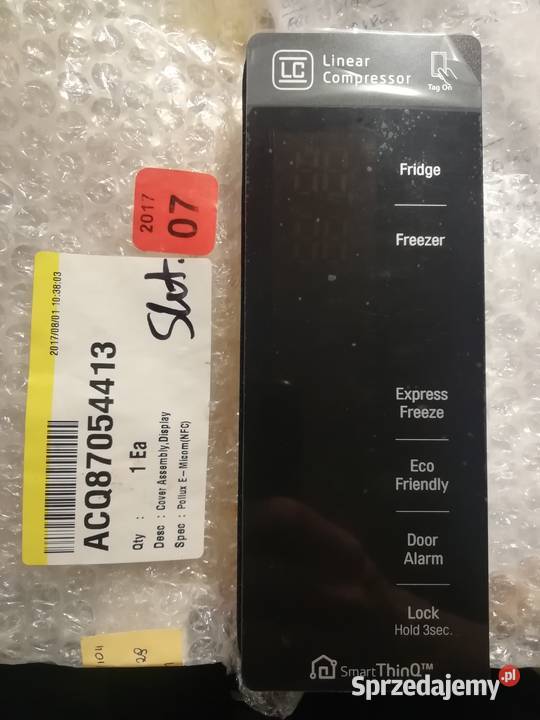 2017
07
2017/08/01 10:38:03
ACQ87054413
Qty : 1 Ea
Desc : Cover Assembly,Display
Spec : Pollux E-Micom(NFC)
28
LC
Linear
Compressor
Tag On
Fridge
Freezer
Express
Freeze
Eco
Friendly
Door
Alarm
Lock
Hold 3sec.
SmartThinQ™
Sprzedajemy.pl